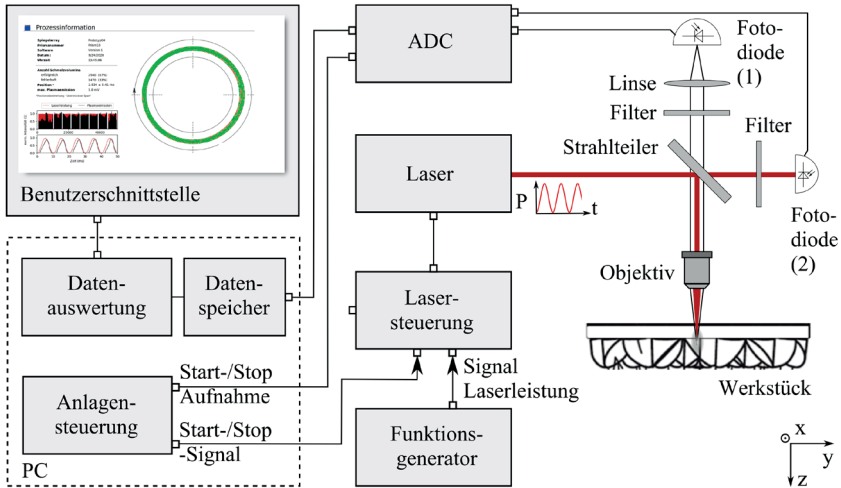 Prozessinformation
ADC
Foto-
diode
(1)
Linse
Filter
Filter
Strahlteiler
Laser
P
t
Benutzerschnittstelle
Foto-
diode
(2)
Objektiv
Daten-
auswertung
Daten-
speicher
Laser-
steuerung
Start-/Stop
Aufnahme
Signal
Laserleistung
Werkstück
Anlagen-
steuerung
Start-/Stop
-Signal
Funktions-
generator
PC
x
y
z